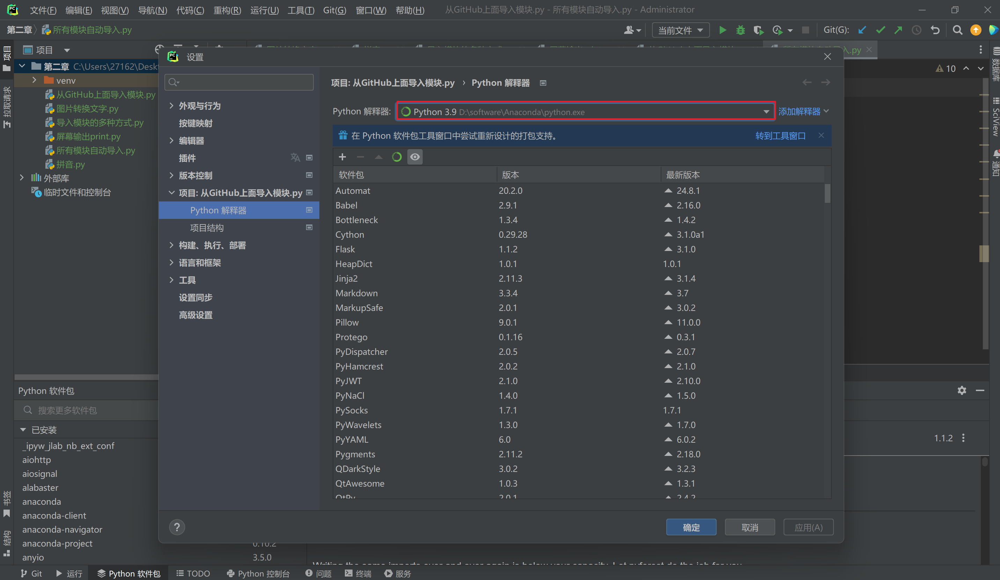 文件(F) 编辑(E) 视图(V) 导航(N) 代码(C) 重构(R) 运行(U) 工具(T) Git(G) 窗口(W) 帮助(H) 从GitHub上面导入模块.py - 所有模块自动导入.py - Administrator
第二章 所有模块自动导入.py 当前文件 Git(G):
项目
项目
拉取请求
书签
结构
第二章 C:\Users\27162\Deskt
venv
从GitHub上面导入模块.py
图片转换文字.py
导入模块的多种方式.py
屏幕输出print.py
所有模块自动导入.py
拼音.py
外部库
临时文件和控制台
设置
外观与行为
按键映射
编辑器
插件
版本控制
项目: 从GitHub上面导入模块.py
Python 解释器
项目结构
构建、执行、部署
语言和框架
工具
设置同步
高级设置
项目: 从GitHub上面导入模块.py › Python 解释器
Python 解释器: Python 3.9 D:\software\Anaconda\python.exe 添加解释器
在 Python 软件包工具窗口中尝试重新设计的打包支持。 转到工具窗口
软件包 版本 最新版本
Automat 20.2.0 24.8.1
Babel 2.9.1 2.16.0
Bottleneck 1.3.4 1.4.2
Cython 0.29.28 3.1.0a1
Flask 1.1.2 3.1.0
HeapDict 1.0.1 1.0.1
Jinja2 2.11.3 3.1.4
Markdown 3.3.4 3.7
MarkupSafe 2.0.1 3.0.2
Pillow 9.0.1 11.0.0
Protego 0.1.16 0.3.1
PyDispatcher 2.0.5 2.0.7
PyHamcrest 2.0.2 2.1.0
PyJWT 2.1.0 2.10.0
PyNaCl 1.4.0 1.5.0
PySocks 1.7.1 1.7.1
PyWavelets 1.3.0 1.7.0
PyYAML 6.0 6.0.2
Pygments 2.11.2 2.18.0
QDarkStyle 3.0.2 3.2.3
QtAwesome 1.0.3 1.3.1
QtPy 2.0.1 2.4.2
? 确定 取消 应用(A)
.py
10
数据库
SciView
通知
Python 软件包
搜索更多软件包
已安装
_ipyw_jlab_nb_ext_conf
aiohttp
aiosignal
alabaster
anaconda
anaconda-client
anaconda-navigator
anaconda-project 0.10.2
anyio 3.5.0
1.1.2
Writing the same imports over and over again is below your capacity. Let pyforest do the job for you.
Git 运行 Python 软件包 TODO Python 控制台 问题 终端 服务